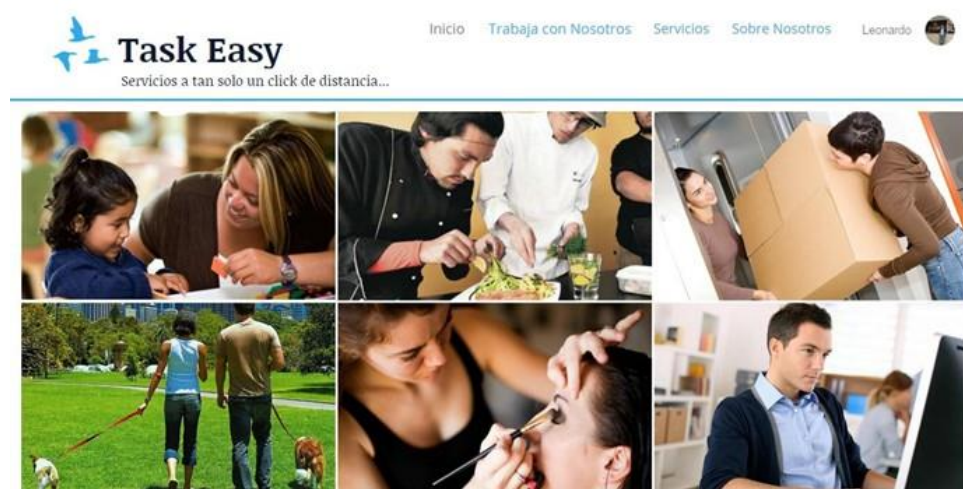 Inicio Trabaja con Nosotros Servicios Sobre Nosotros Leonardo
Task Easy
Servicios a tan solo un click de distancia...